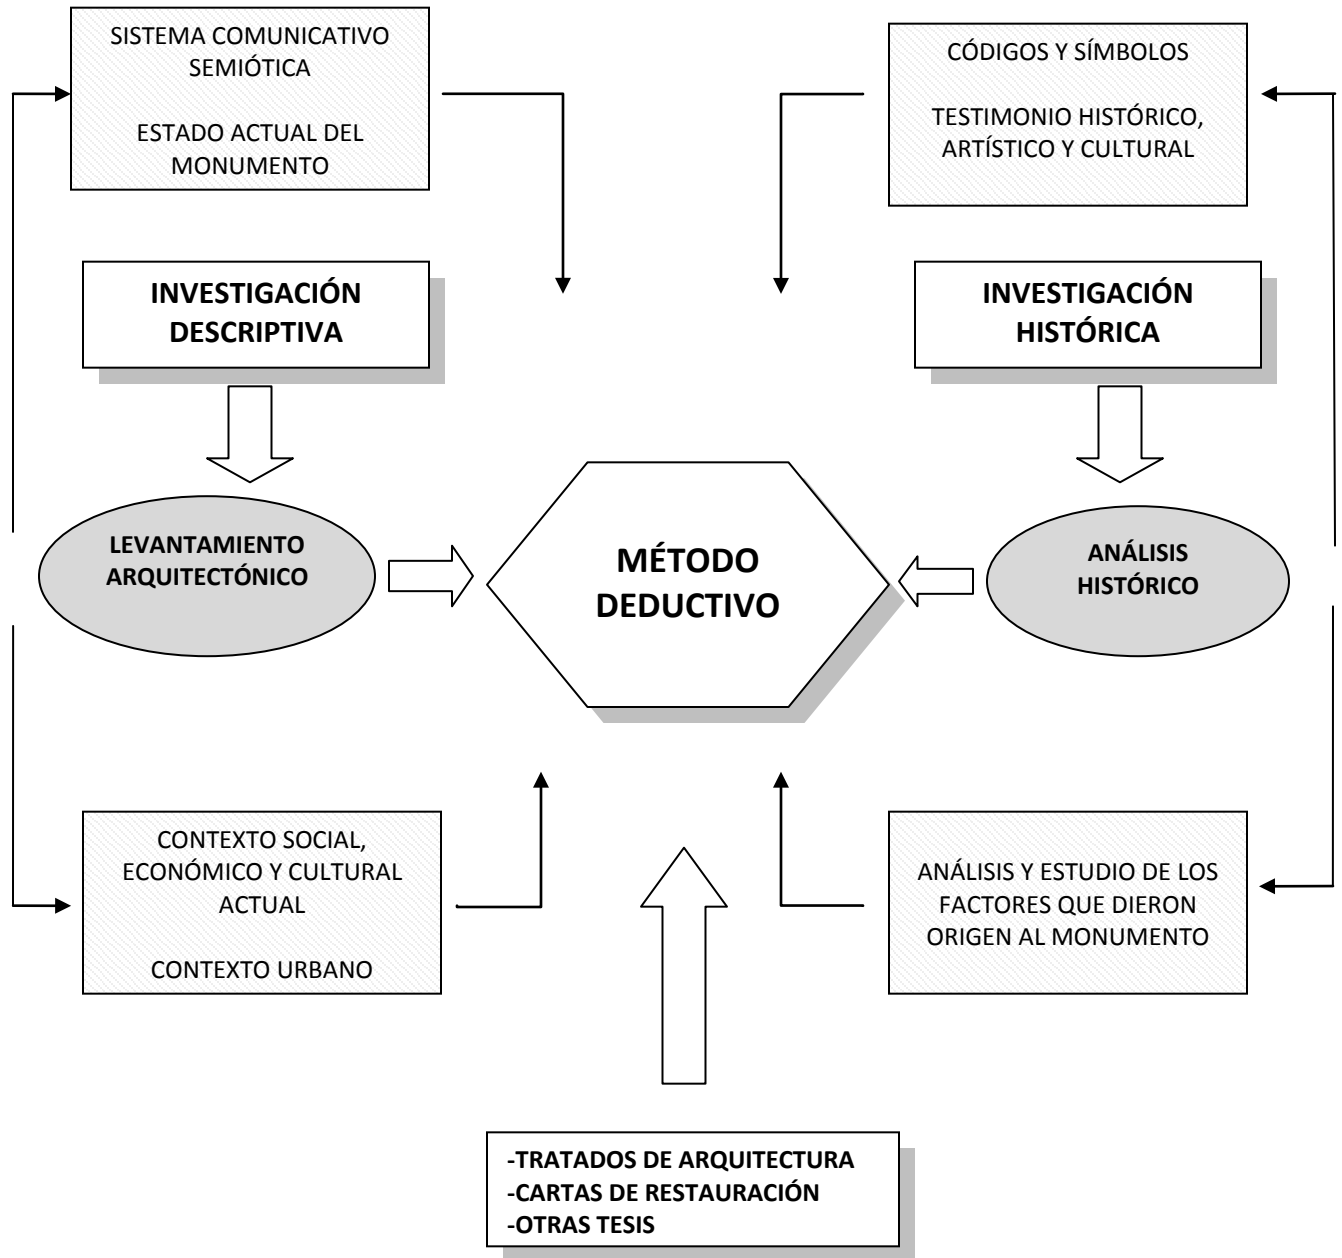 SISTEMA COMUNICATIVO
SEMIÓTICA
ESTADO ACTUAL DEL
MONUMENTO
CÓDIGOS Y SÍMBOLOS
TESTIMONIO HISTÓRICO,
ARTÍSTICO Y CULTURAL
INVESTIGACIÓN
DESCRIPTIVA
INVESTIGACIÓN
HISTÓRICA
LEVANTAMIENTO
ARQUITECTÓNICO
MÉTODO
DEDUCTIVO
ANÁLISIS
HISTÓRICO
CONTEXTO SOCIAL,
ECONÓMICO Y CULTURAL
ACTUAL
CONTEXTO URBANO
ANÁLISIS Y ESTUDIO DE LOS
FACTORES QUE DIERON
ORIGEN AL MONUMENTO
-TRATADOS DE ARQUITECTURA
-CARTAS DE RESTAURACIÓN
-OTRAS TESIS